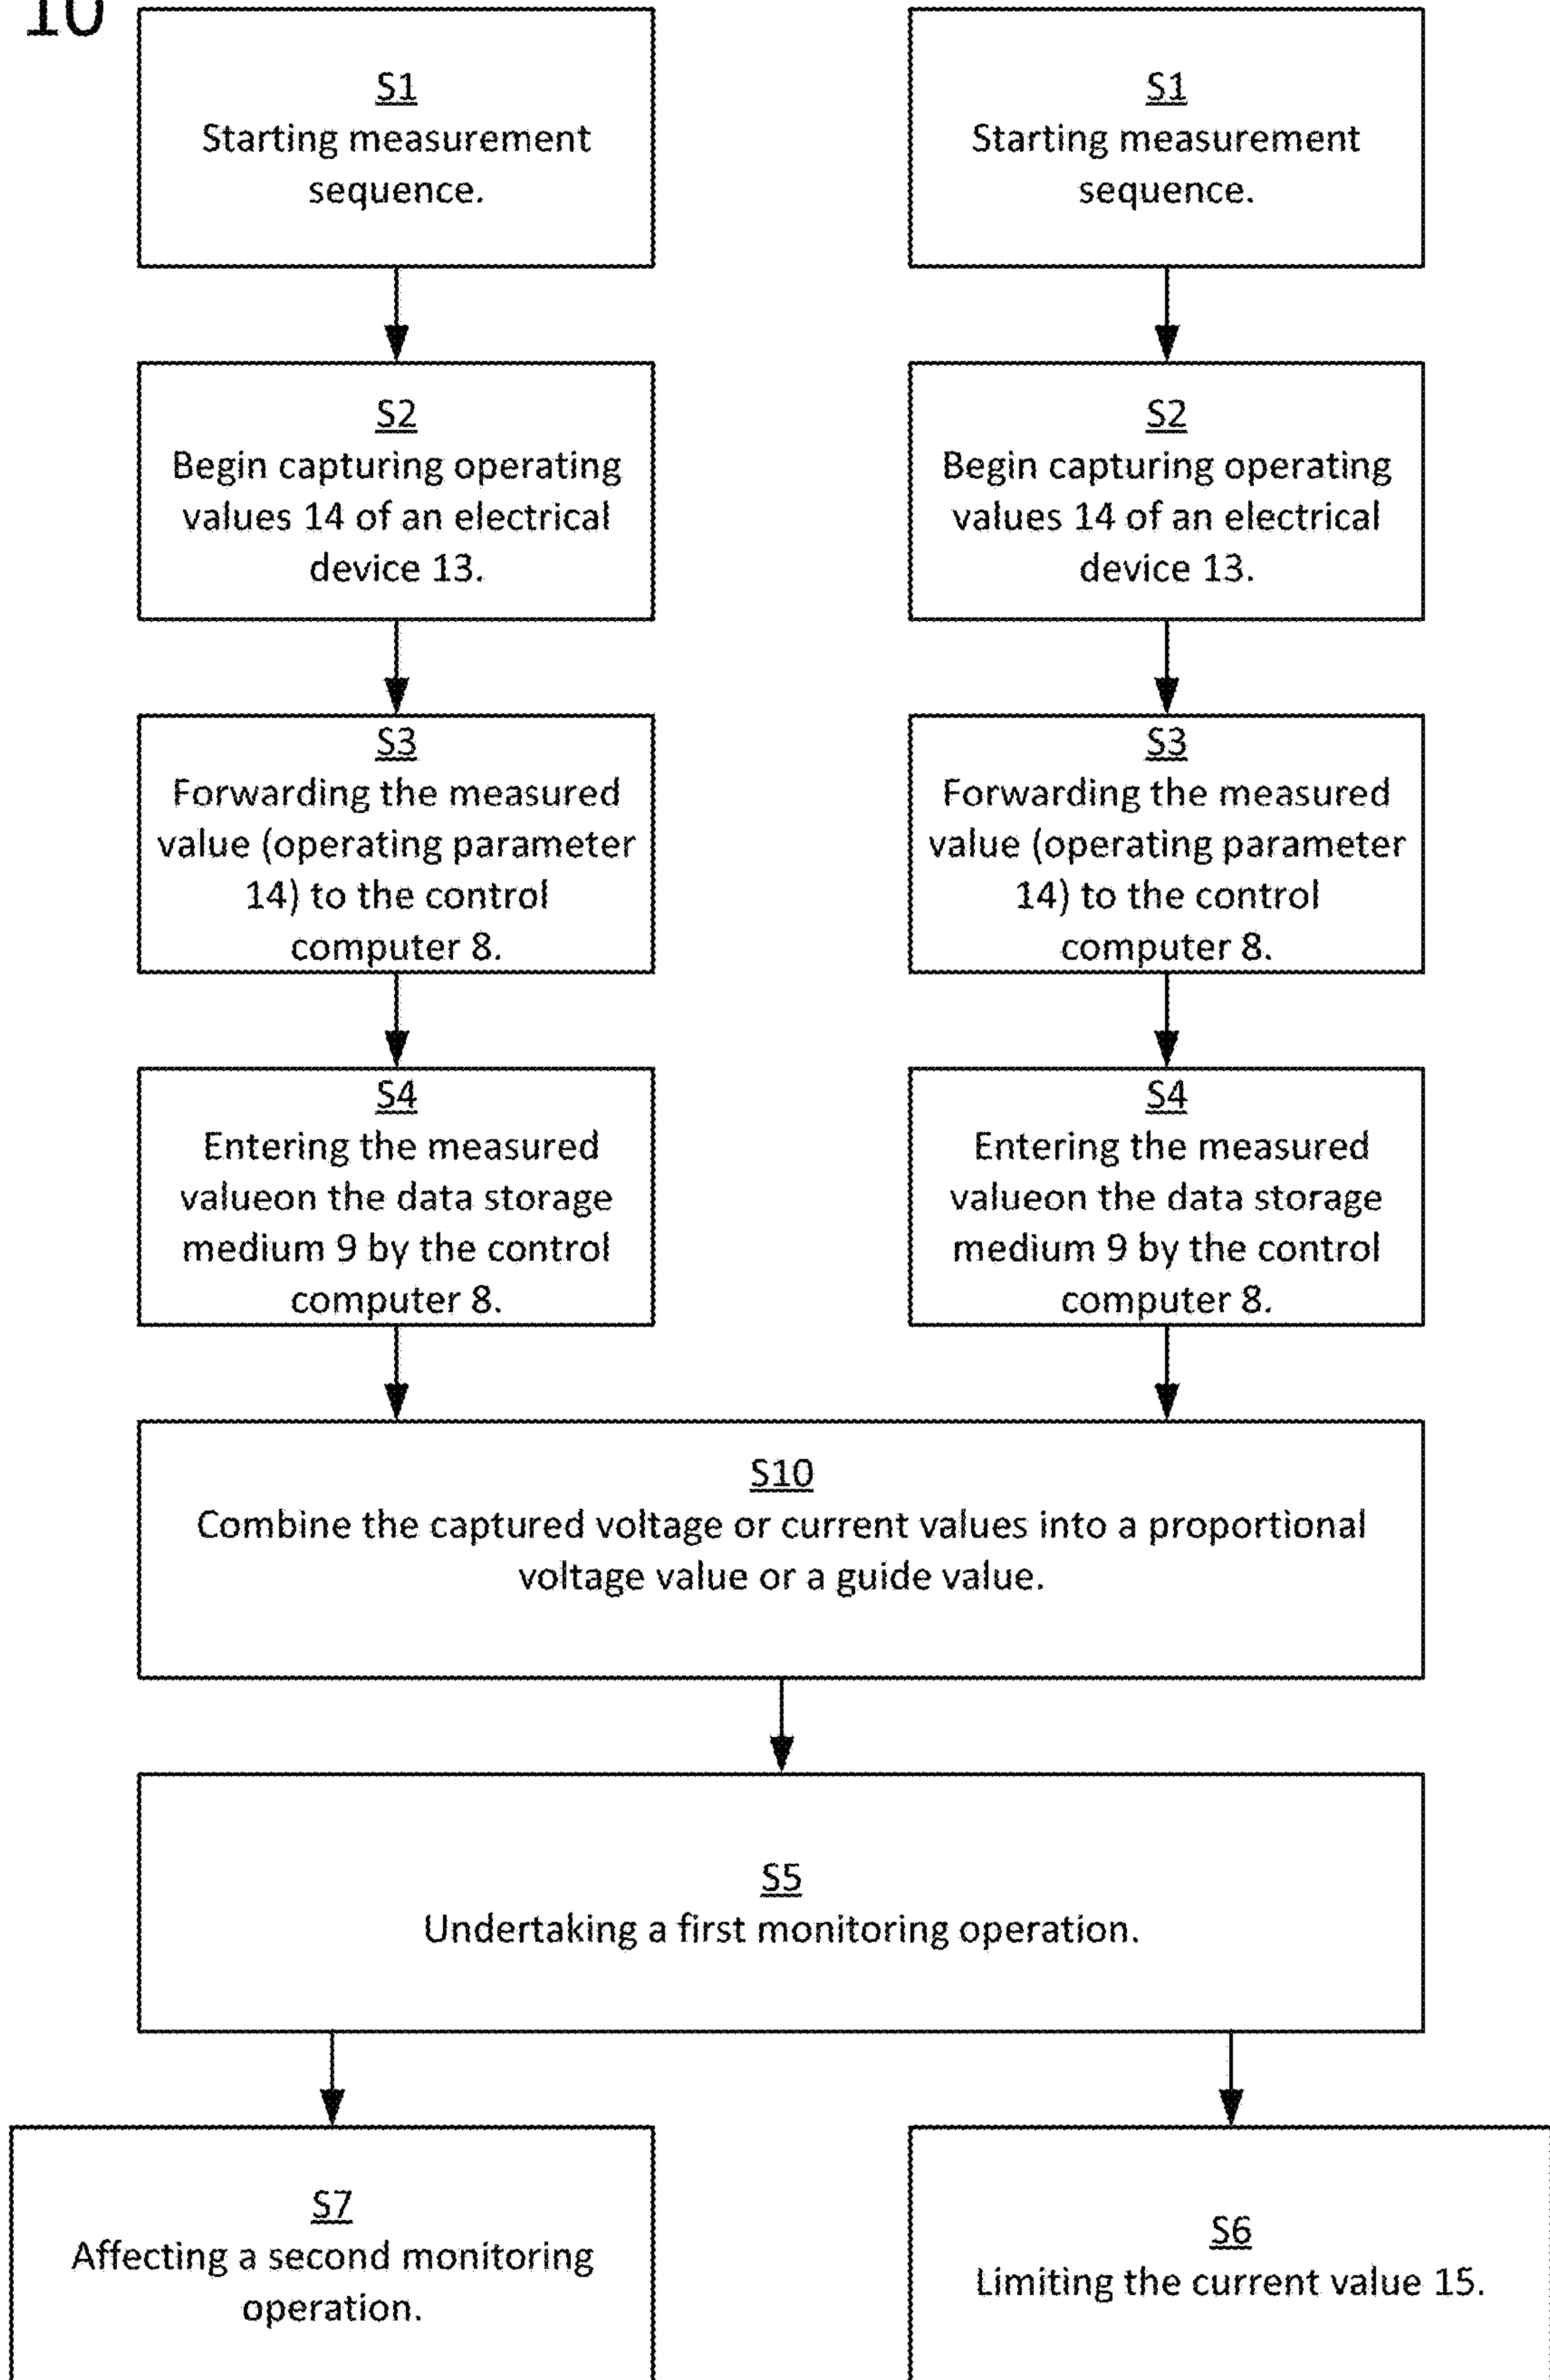 10
S1
Starting measurement
sequence.
S2
Begin capturing operating
values 14 of an electrical
device 13.
S3
Forwarding the measured
value (operating parameter
14) to the control
computer 8.
S4
Entering the measured
valueon the data storage
medium 9 by the control
computer 8.
S1
Starting measurement
sequence.
S2
Begin capturing operating
values 14 of an electrical
device 13.
S3
Forwarding the measured
value (operating parameter
14) to the control
computer 8.
S4
Entering the measured
valueon the data storage
medium 9 by the control
computer 8.
S10
Combine the captured voltage or current values into a proportional
voltage value or a guide value.
S5
Undertaking a first monitoring operation.
S7
Affecting a second monitoring
operation.
S6
Limiting the current value 15.